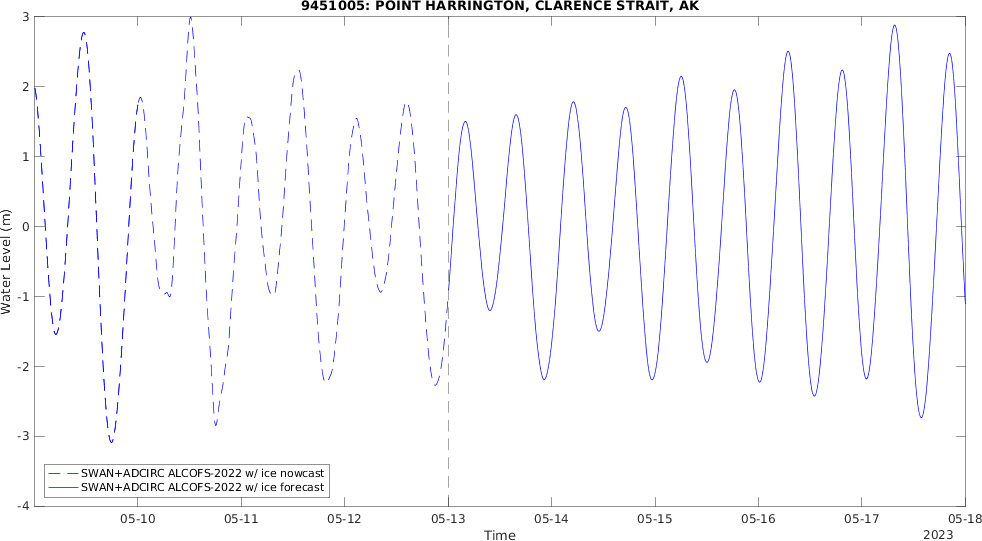 9451005: POINT HARRINGTON, CLARENCE STRAIT, AK
3
2
1
0
-1
-2
-3
-4
Water Level (m)
SWAN+ADCIRC ALCOFS-2022 w/ ice nowcast
SWAN+ADCIRC ALCOFS-2022 w/ ice forecast
05-10 05-11 05-12 05-13 05-14 05-15 05-16 05-17 05-18
Time
2023